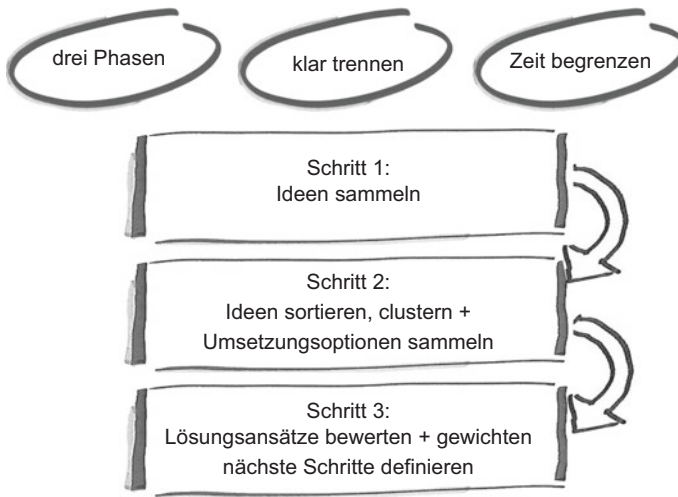 drei Phasen
klar trennen
Zeit begrenzen
Schritt 1:
Ideen sammeln
Schritt 2:
Ideen sortieren, clustern +
Umsetzungsoptionen sammeln
Schritt 3:
Lösungsansätze bewerten + gewichten
nächste Schritte definieren